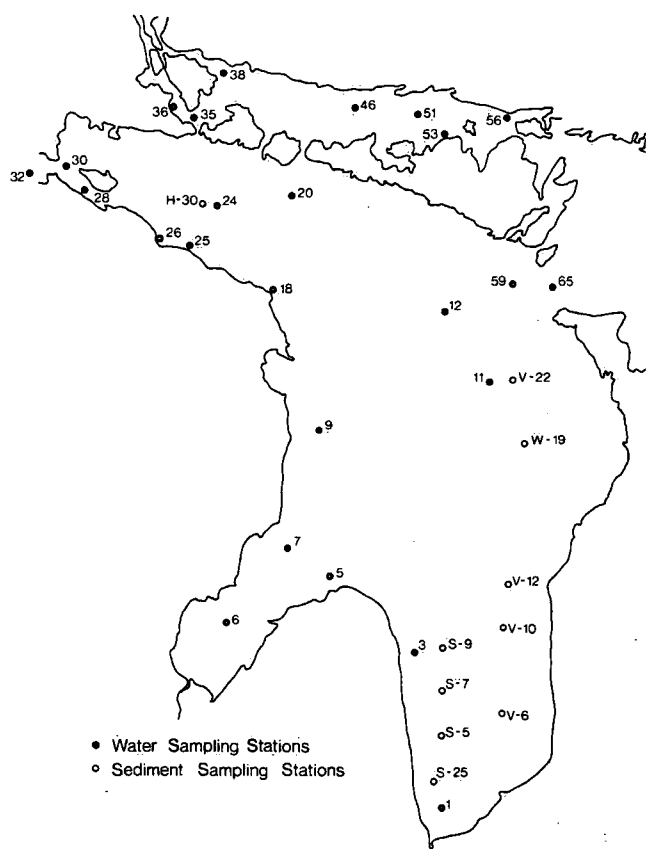 38
36
35
46
51
56
53
30
32
28
H-30
24
20
26
25
18
59
65
12
11
V-22
9
W-19
7
5
V-12
6
V-10
3
S-9
S-7
V-6
S-5
• Water Sampling Stations
○ Sediment Sampling Stations
S-25
1